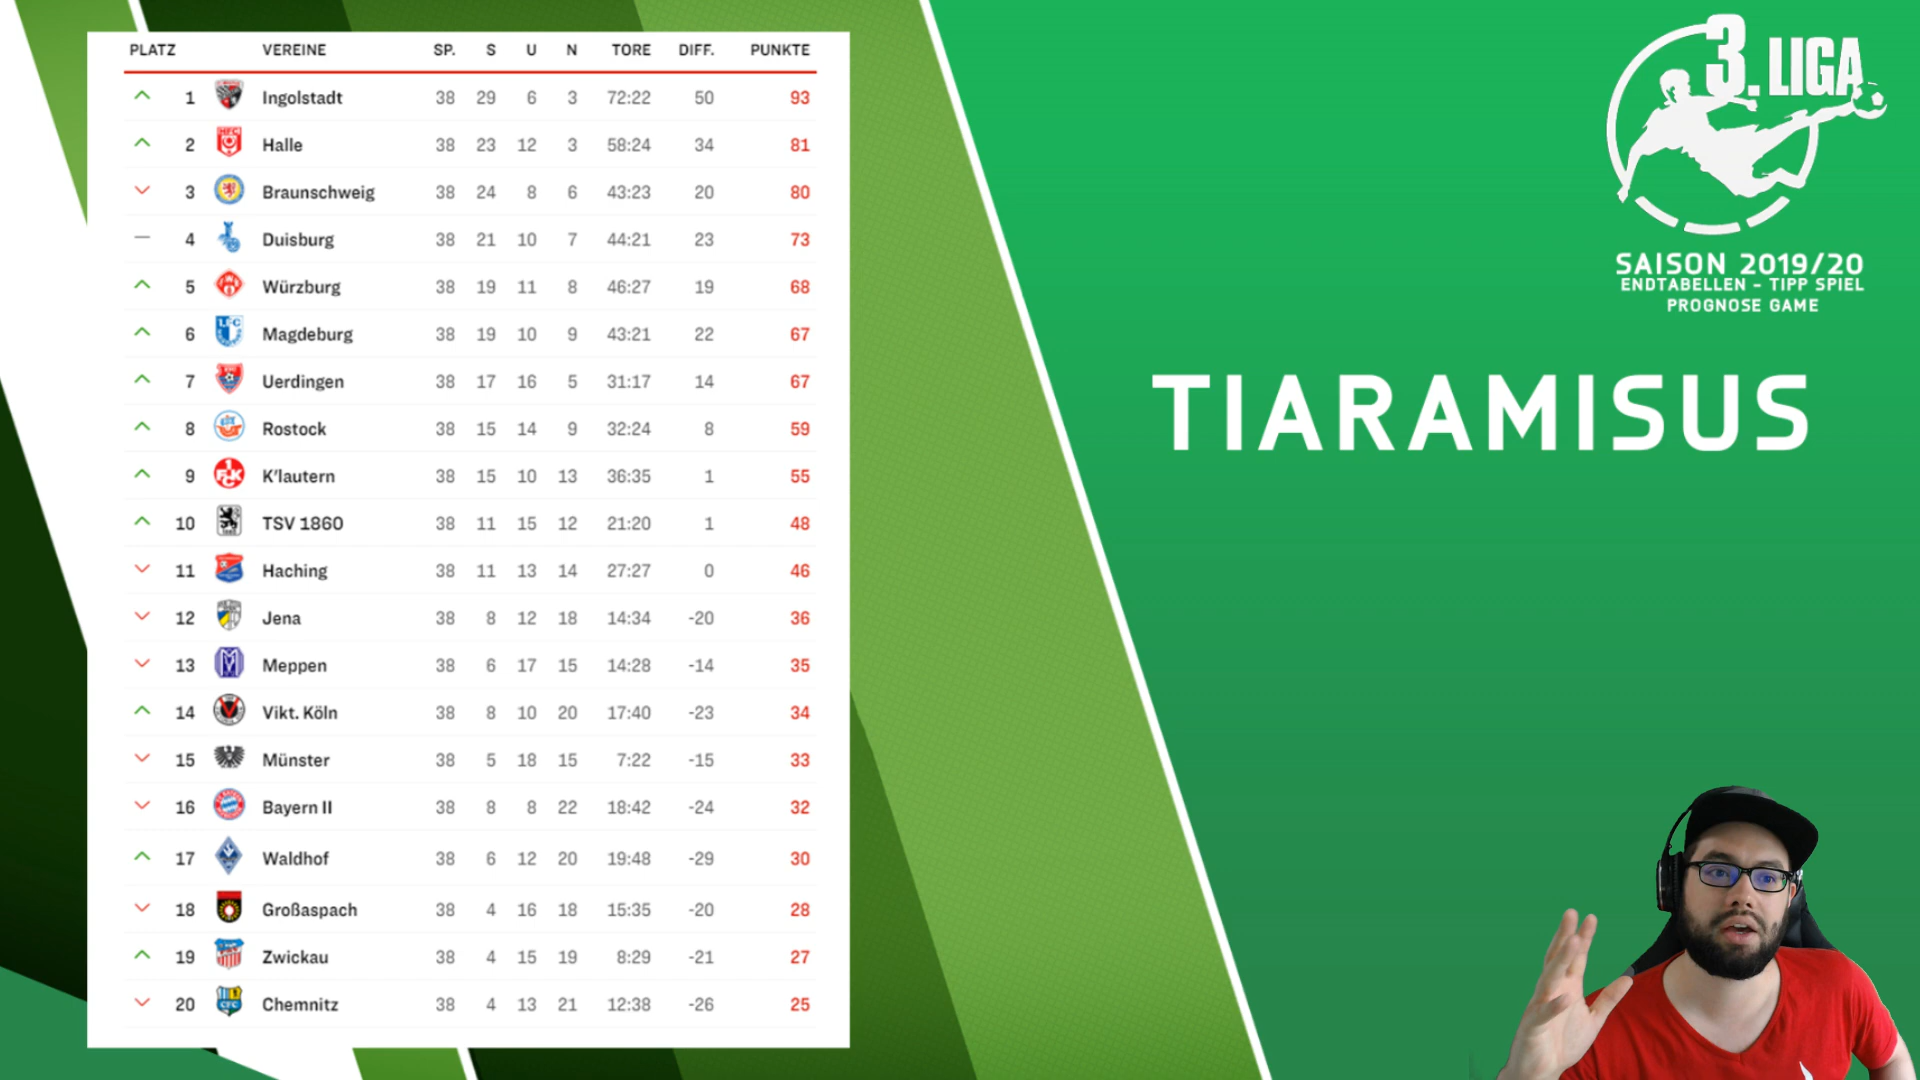 PLATZ VEREINE SP. S U N TORE DIFF. PUNKTE
1 Ingolstadt 38 29 6 3 72:22 50 93
2 Halle 38 23 12 3 58:24 34 81
3 Braunschweig 38 24 8 6 43:23 20 80
4 Duisburg 38 21 10 7 44:21 23 73
5 Würzburg 38 19 11 8 46:27 19 68
6 Magdeburg 38 19 10 9 43:21 22 67
7 Uerdingen 38 17 16 5 31:17 14 67
8 Rostock 38 15 14 9 32:24 8 59
9 K'lautern 38 15 10 13 36:35 1 55
10 TSV 1860 38 11 15 12 21:20 1 48
11 Haching 38 11 13 14 27:27 0 46
12 Jena 38 8 12 18 14:34 -20 36
13 Meppen 38 6 17 15 14:28 -14 35
14 Vikt. Köln 38 8 10 20 17:40 -23 34
15 Münster 38 5 18 15 7:22 -15 33
16 Bayern II 38 8 8 22 18:42 -24 32
17 Waldhof 38 6 12 20 19:48 -29 30
18 Großaspach 38 4 16 18 15:35 -20 28
19 Zwickau 38 4 15 19 8:29 -21 27
20 Chemnitz 38 4 13 21 12:38 -26 25
3. LIGA
SAISON 2019/20
ENDTABELLEN - TIPP SPIEL
PROGNOSE GAME
TIARAMISUS